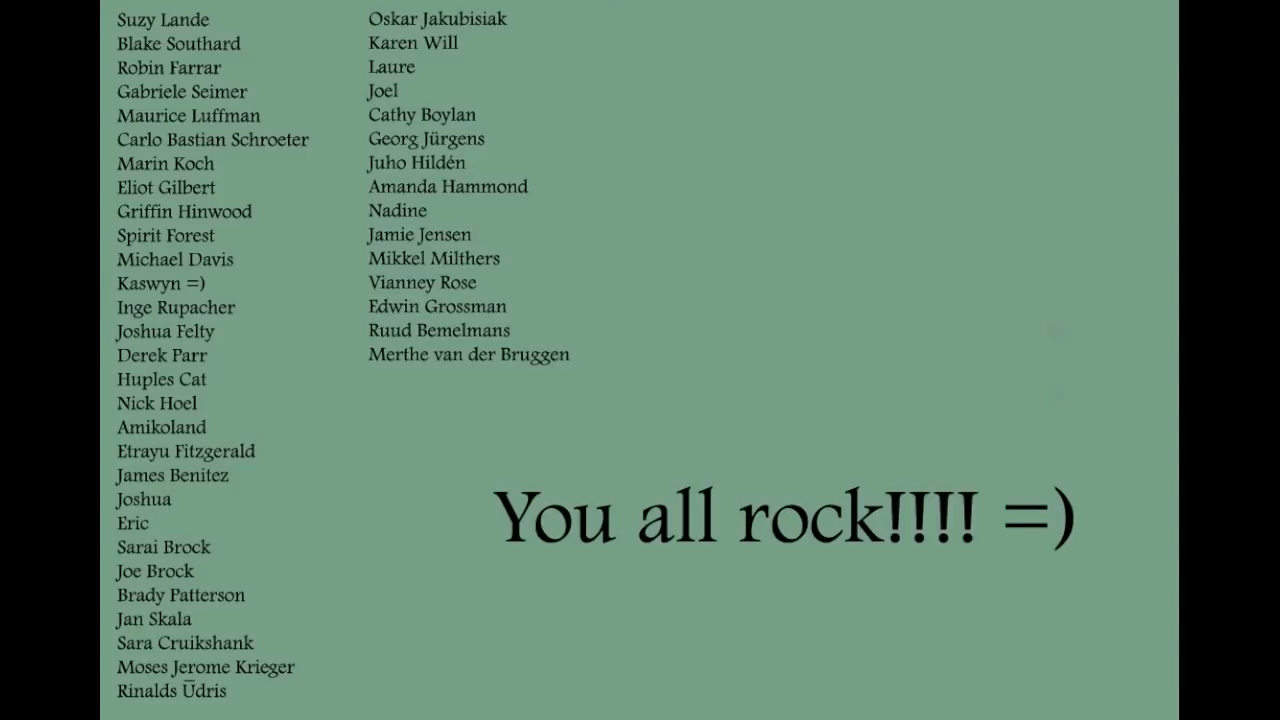 Suzy Lande
Blake Southard
Robin Farrar
Gabriele Seimer
Maurice Luffman
Carlo Bastian Schroeter
Marin Koch
Eliot Gilbert
Griffin Hinwood
Spirit Forest
Michael Davis
Kaswyn =)
Inge Rupacher
Joshua Felty
Derek Parr
Huples Cat
Nick Hoel
Amikoland
Etrayu Fitzgerald
James Benitez
Joshua
Eric
Sarai Brock
Joe Brock
Brady Patterson
Jan Skala
Sara Cruikshank
Moses Jerome Krieger
Rinalds Ūdris
Oskar Jakubisiak
Karen Will
Laure
Joel
Cathy Boylan
Georg Jürgens
Juho Hildén
Amanda Hammond
Nadine
Jamie Jensen
Mikkel Milthers
Vianney Rose
Edwin Grossman
Ruud Bemelmans
Merthe van der Bruggen
You all rock!!!! =)